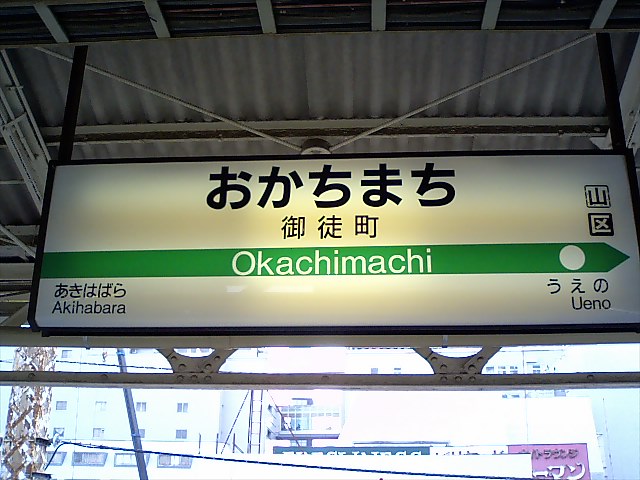 おかちまち
御徒町
山
区
Okachimachi
あきはばら
Akihabara
うえの
Ueno